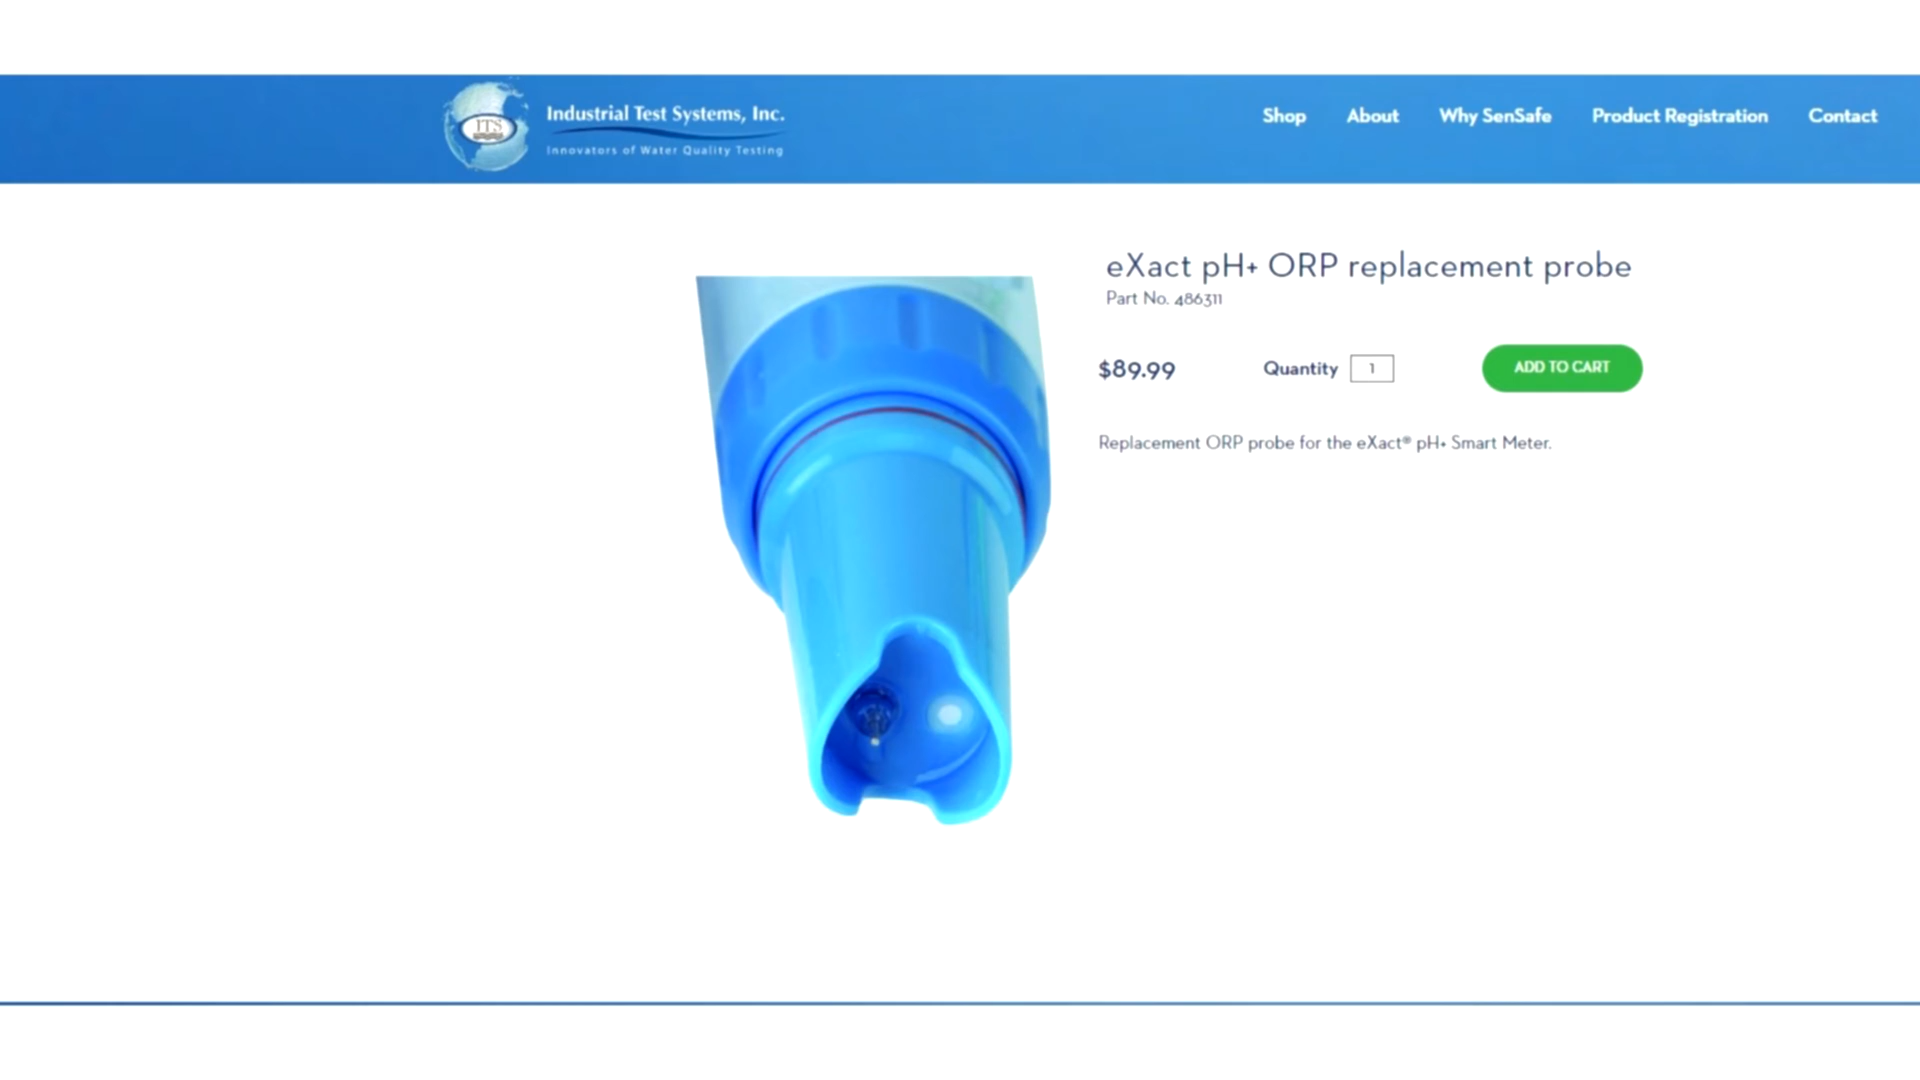 ITS
Industrial Test Systems, Inc.
Innovators of Water Quality Testing
Shop About Why SenSafe Product Registration Contact
eXact pH+ ORP replacement probe
Part No. 486311
$89.99 Quantity 1 ADD TO CART
Replacement ORP probe for the eXact® pH+ Smart Meter.